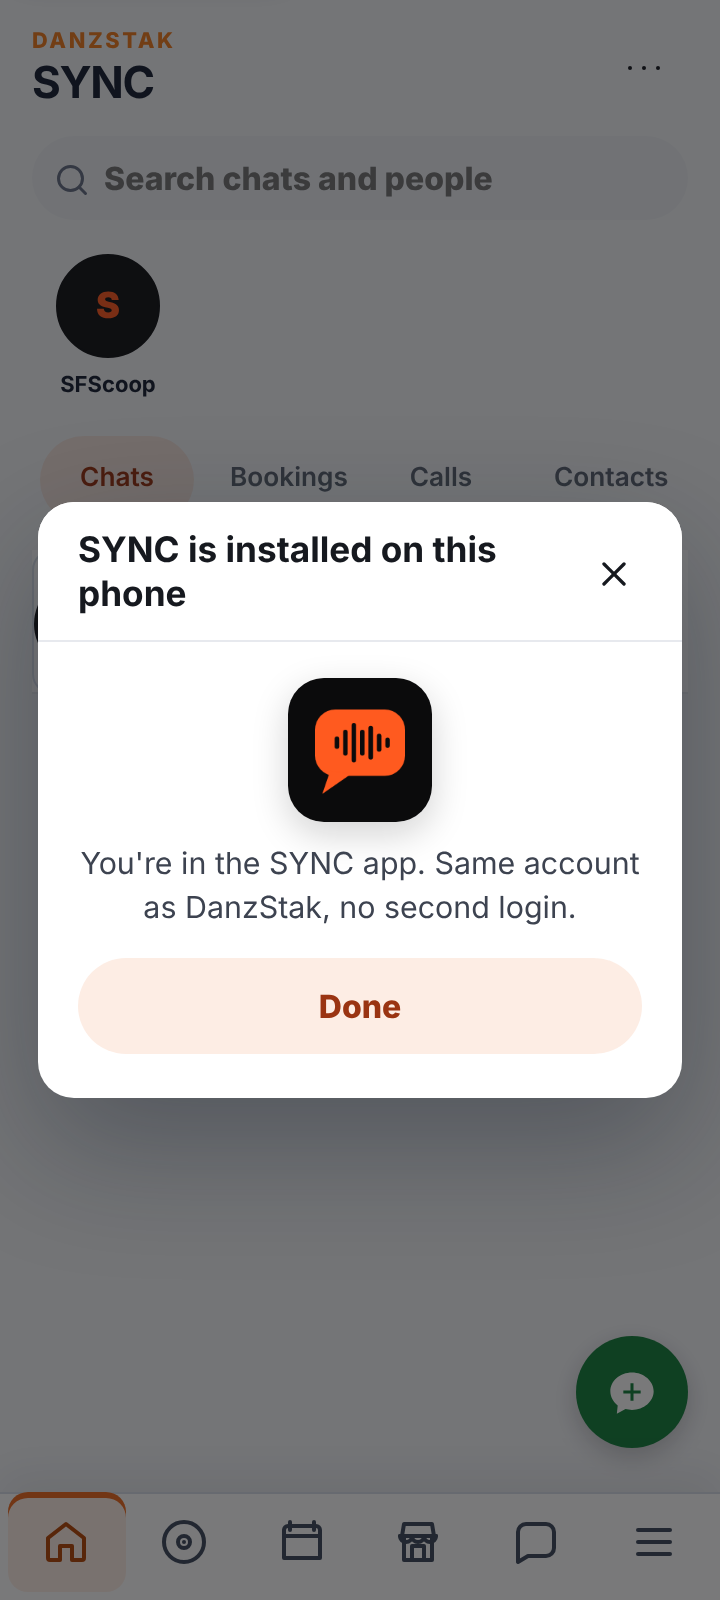 DANZSTAK
SYNC
Search chats and people
S
SFScoop
Chats Bookings Calls Contacts
SYNC is installed on this
phone
You're in the SYNC app. Same account
as DanzStak, no second login.
Done